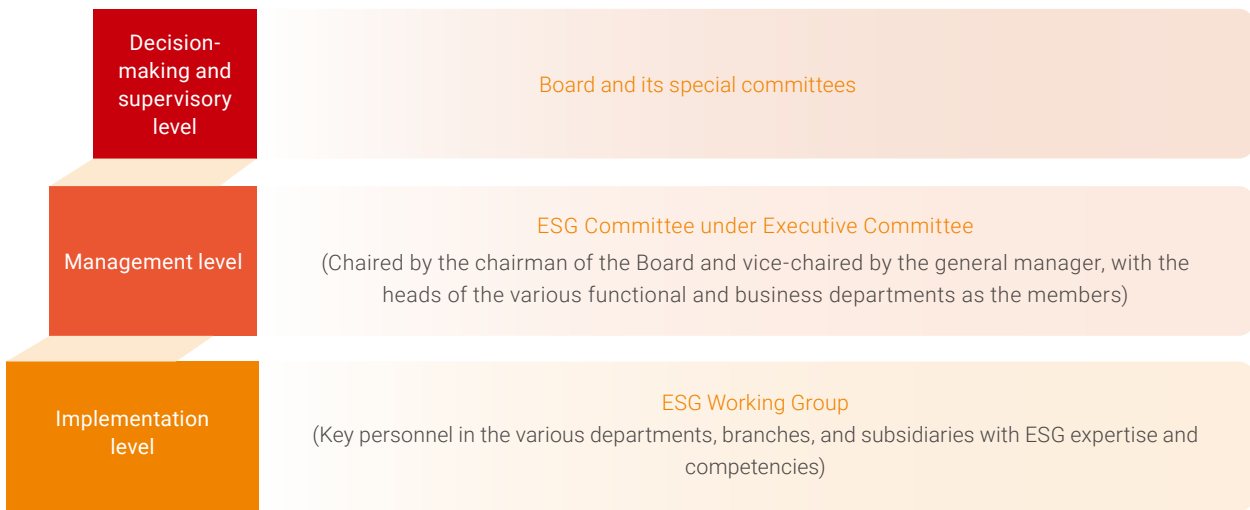 Decision-
making and
supervisory
level
Board and its special committees
Management level
ESG Committee under Executive Committee
(Chaired by the chairman of the Board and vice-chaired by the general manager, with the
heads of the various functional and business departments as the members)
Implementation
level
ESG Working Group
(Key personnel in the various departments, branches, and subsidiaries with ESG expertise and
competencies)